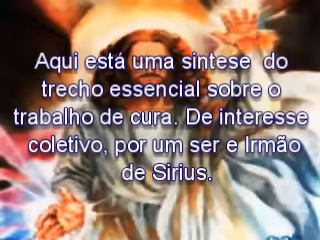 Aqui está uma sintese  do
trecho essencial sobre o
trabalho de cura. De interesse
coletivo, por um ser e Irmão
de Sirius.